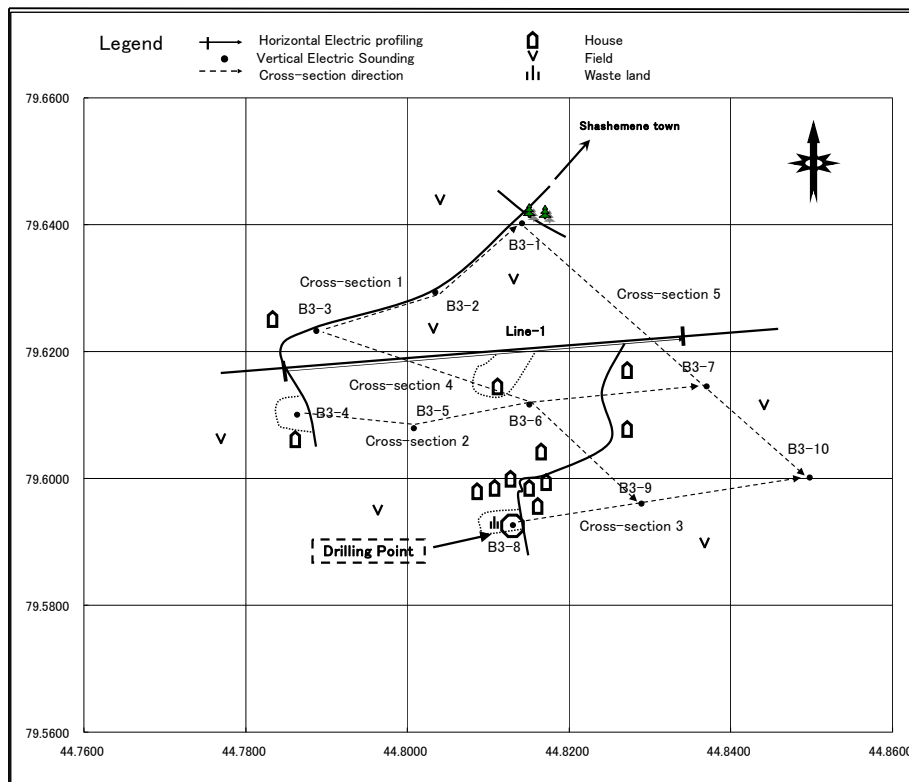 Legend
Horizontal Electric profiling
Vertical Electric Sounding
Cross-section direction
House
Field
Waste land
79.6600
Shashemene town
79.6400
B3-1
Cross-section 1
B3-3
B3-2
Cross-section 5
Line-1
79.6200
Cross-section 4
B3-7
B3-4
B3-5
B3-6
Cross-section 2
B3-10
79.6000
B3-9
Cross-section 3
B3-8
Drilling Point
79.5800
79.5600
44.7600 44.7800 44.8000 44.8200 44.8400 44.8600